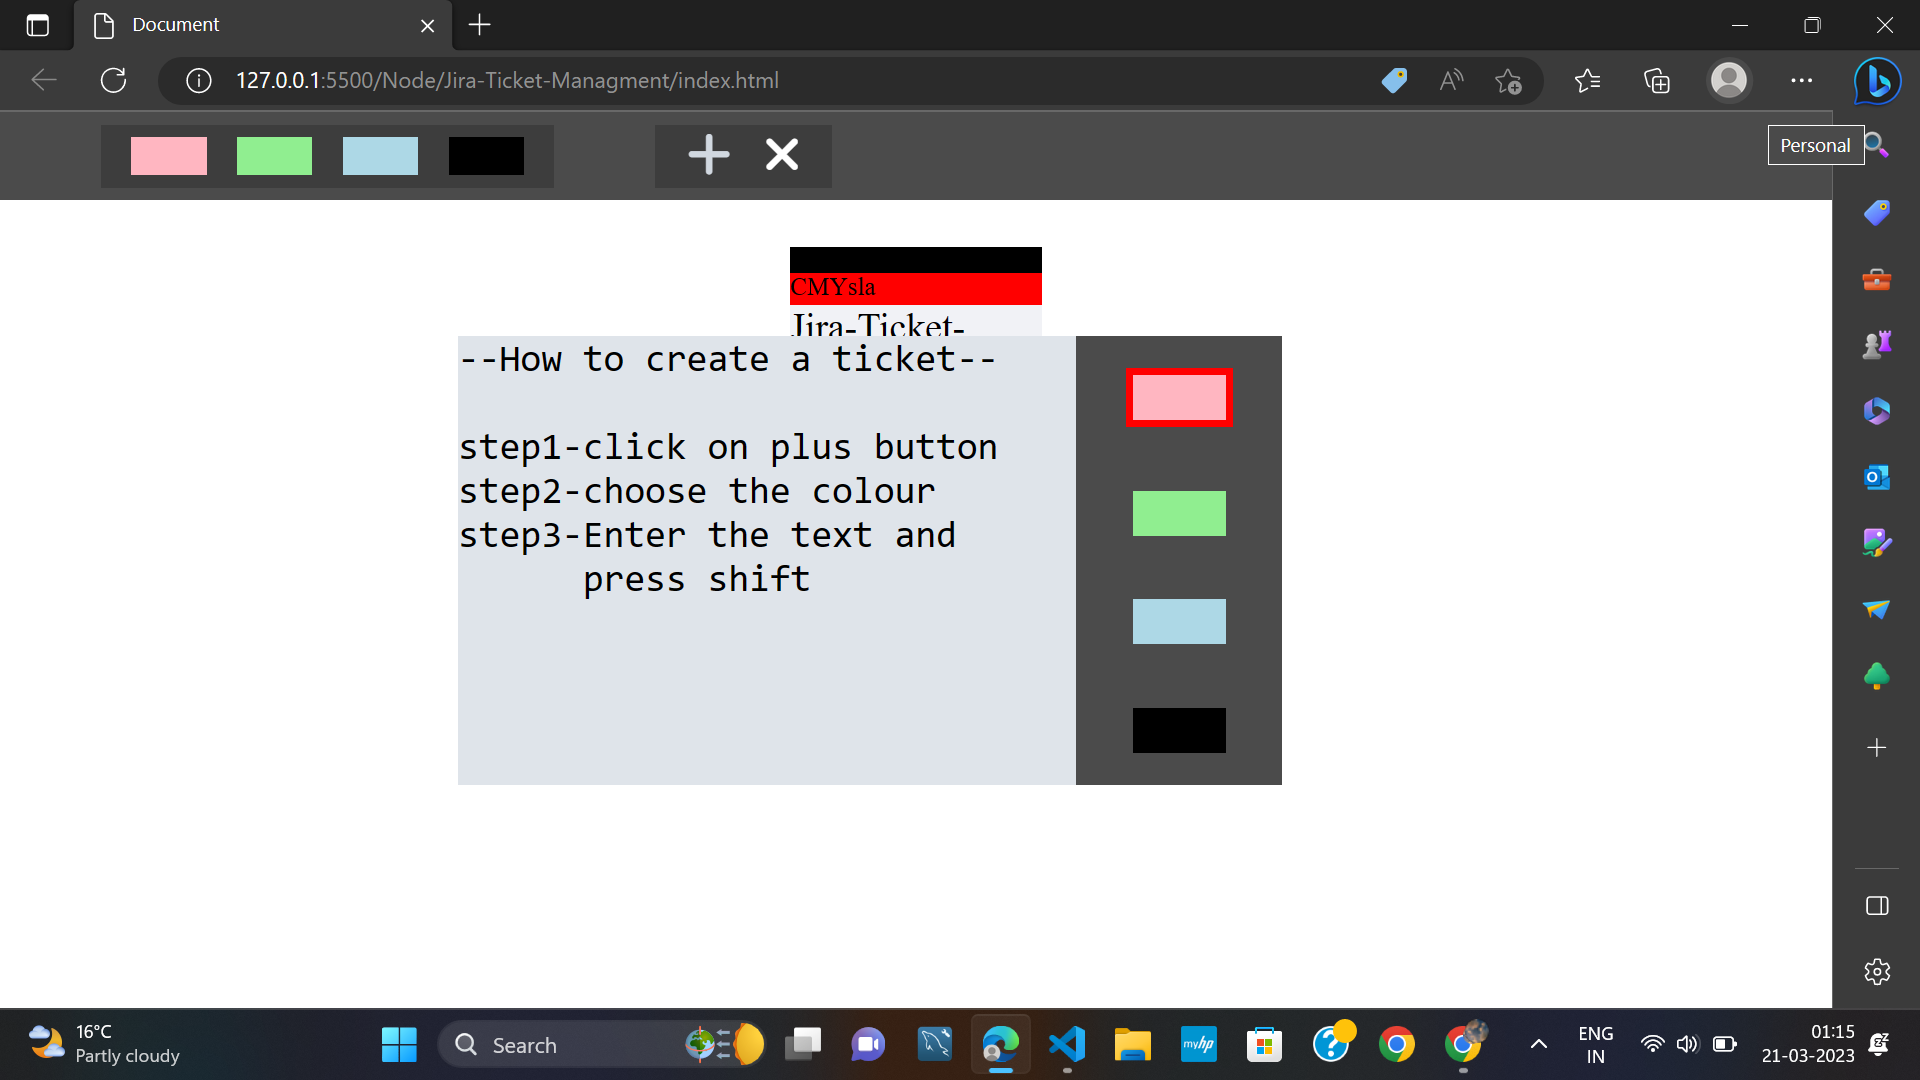 Document
127.0.0.1:5500/Node/Jira-Ticket-Managment/index.html
Personal
CMYsla
Jira-Ticket-
--How to create a ticket--
step1-click on plus button
step2-choose the colour
step3-Enter the text and
press shift
16°C
Partly cloudy
Search
myhp
ENG
IN
01:15
21-03-2023